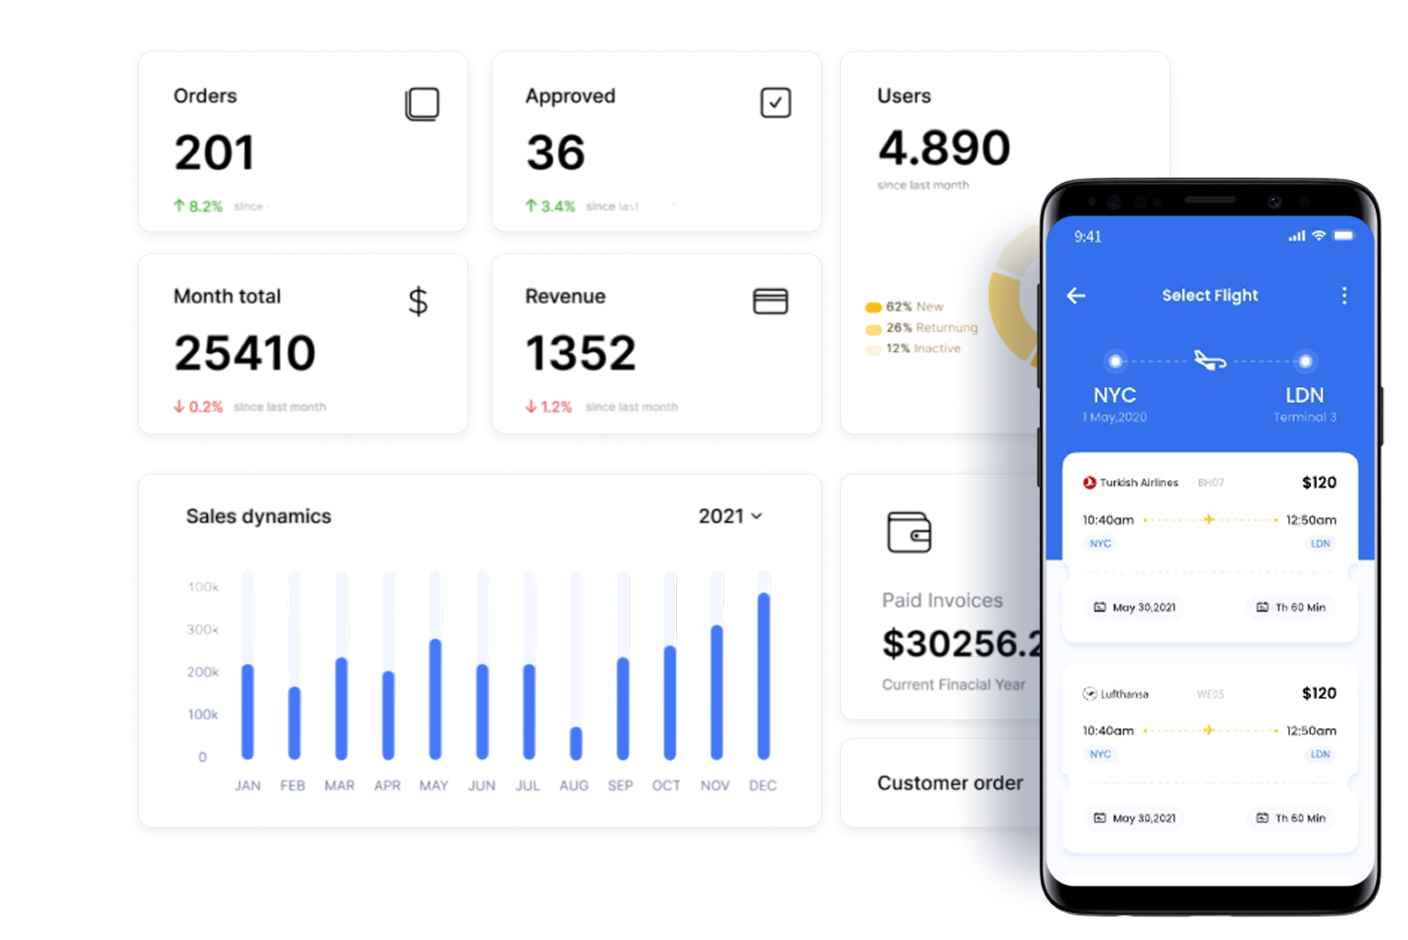 Orders
201
8.2% since
Approved
36
3.4% since last
Users
4.890
since last month
62% New
26% Returnung
12% Inactive
Month total
25410
0.2% since last month
Revenue
1352
1.2% since last month
Sales dynamics
2021
100k
300k
200k
100k
0
JAN FEB MAR APR MAY JUN JUL AUG SEP OCT NOV DEC
Paid Invoices
$30256.2
Current Finacial Year
Customer order
9:41
Select Flight
NYC LDN
1 May,2020 Terminal 3
Turkish Airlines BH07 $120
10:40am 12:50am
NYC LDN
May 30,2021 Th 60 Min
Lufthansa WE05 $120
10:40am 12:50am
NYC LDN
May 30,2021 Th 60 Min